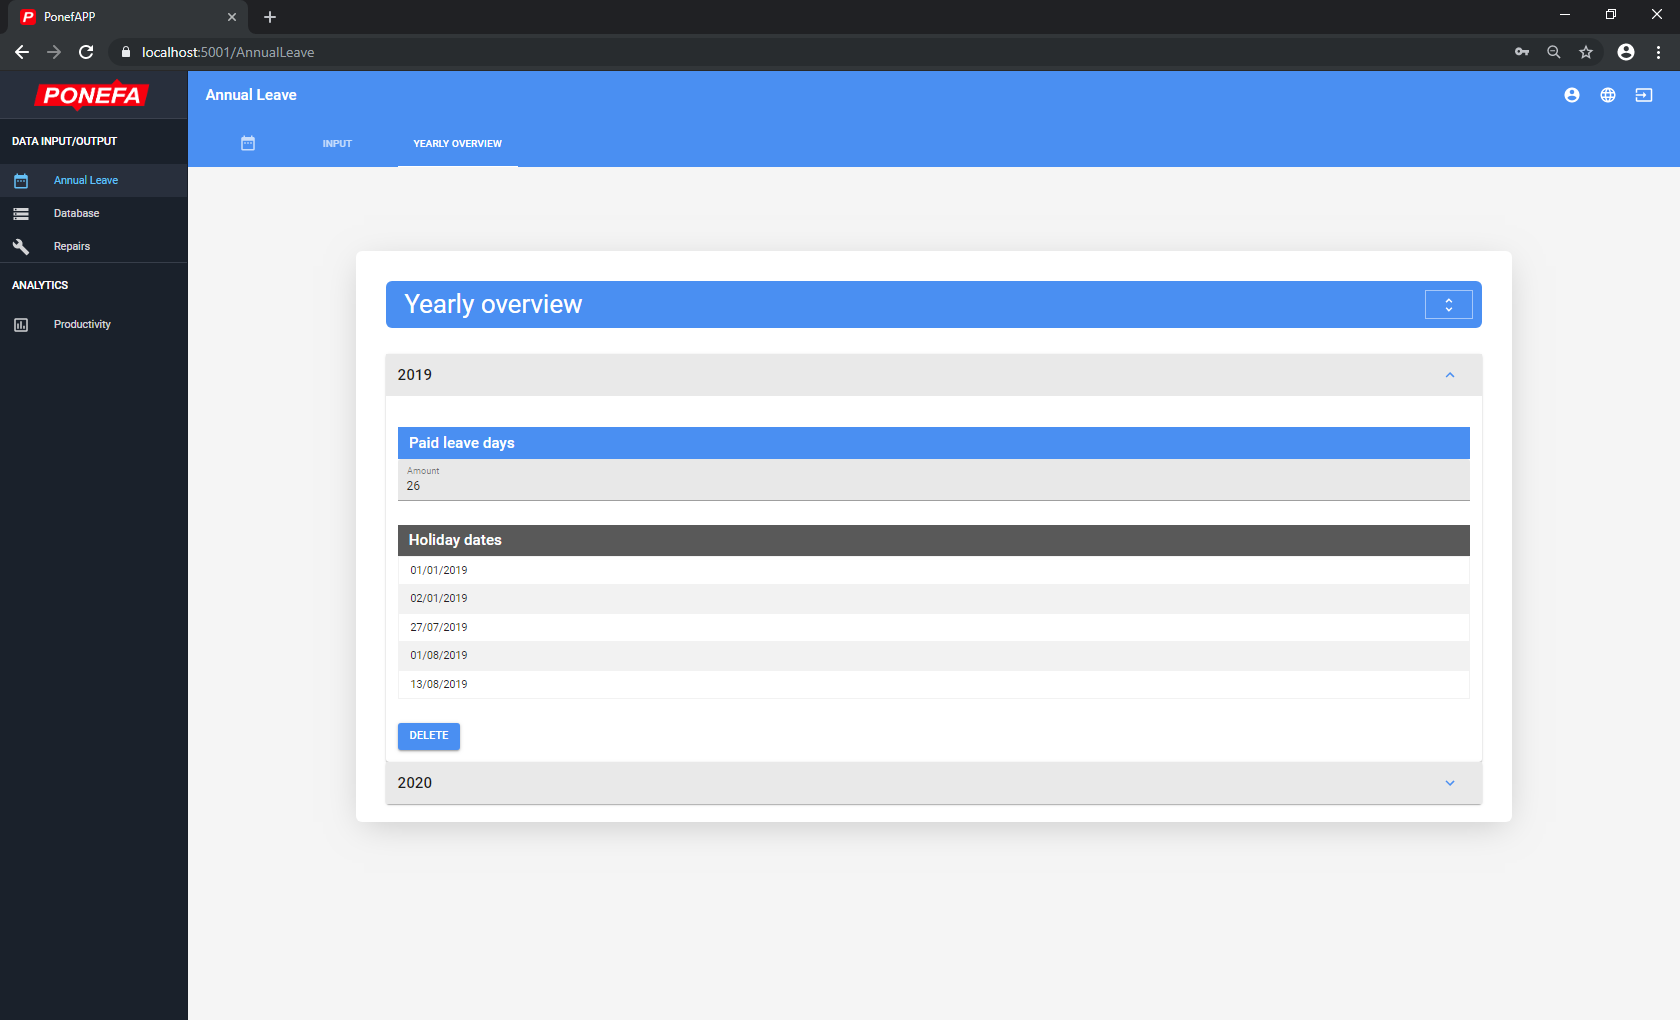 PonefAPP
localhost:5001/AnnualLeave
PONEFA
Annual Leave
DATA INPUT/OUTPUT
INPUT
YEARLY OVERVIEW
Annual Leave
Database
Repairs
ANALYTICS
Productivity
Yearly overview
2019
Paid leave days
Amount
26
Holiday dates
01/01/2019
02/01/2019
27/07/2019
01/08/2019
13/08/2019
DELETE
2020